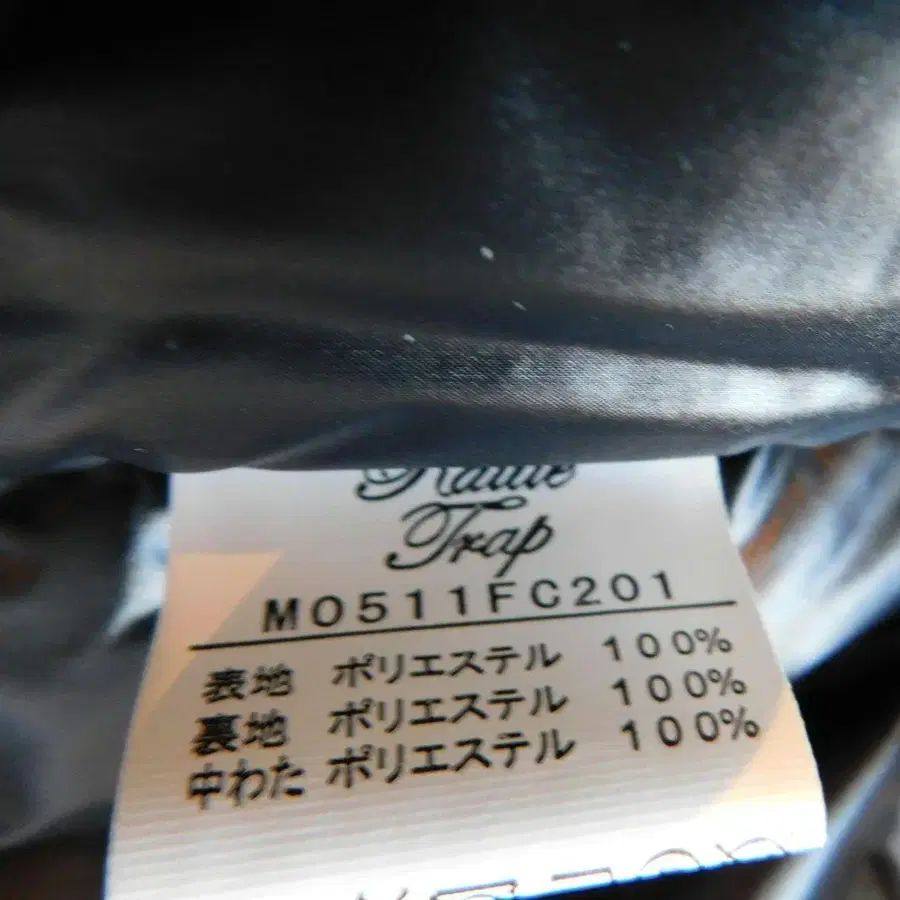 Trap
M0511FC201
表地 ポリエステル 100%
裏地 ポリエステル 100%
中わた ポリエステル 100%